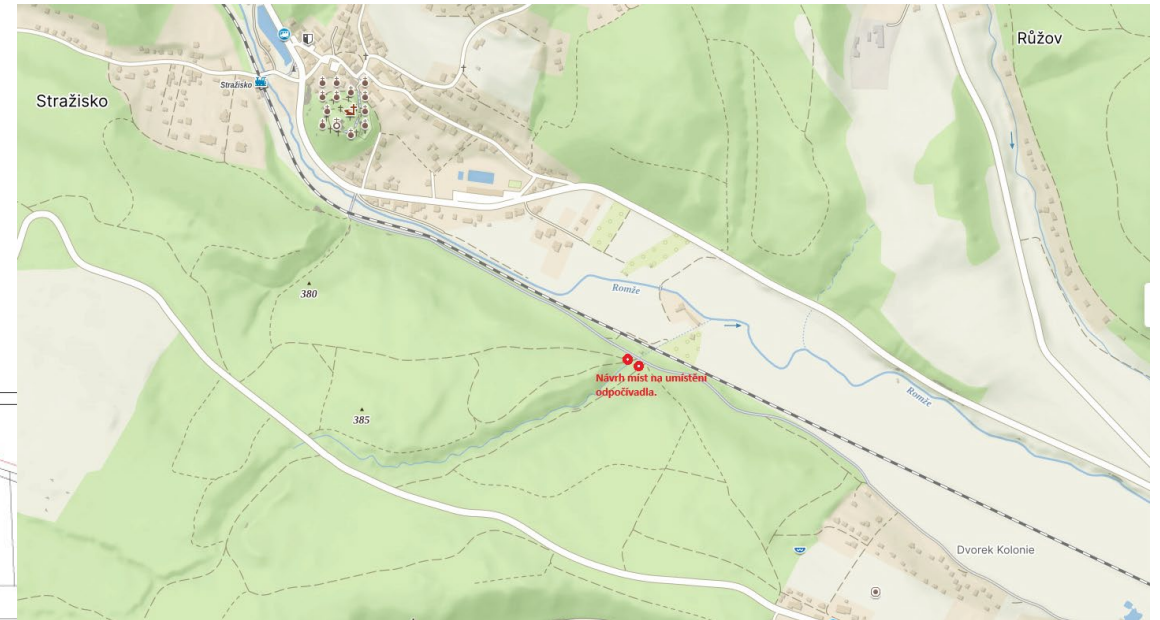 Růžov
Stražisko
Stražisko
380
Romže
Návrh míst na umístění
odpočívadla.
Romže
385
Dvorek Kolonie